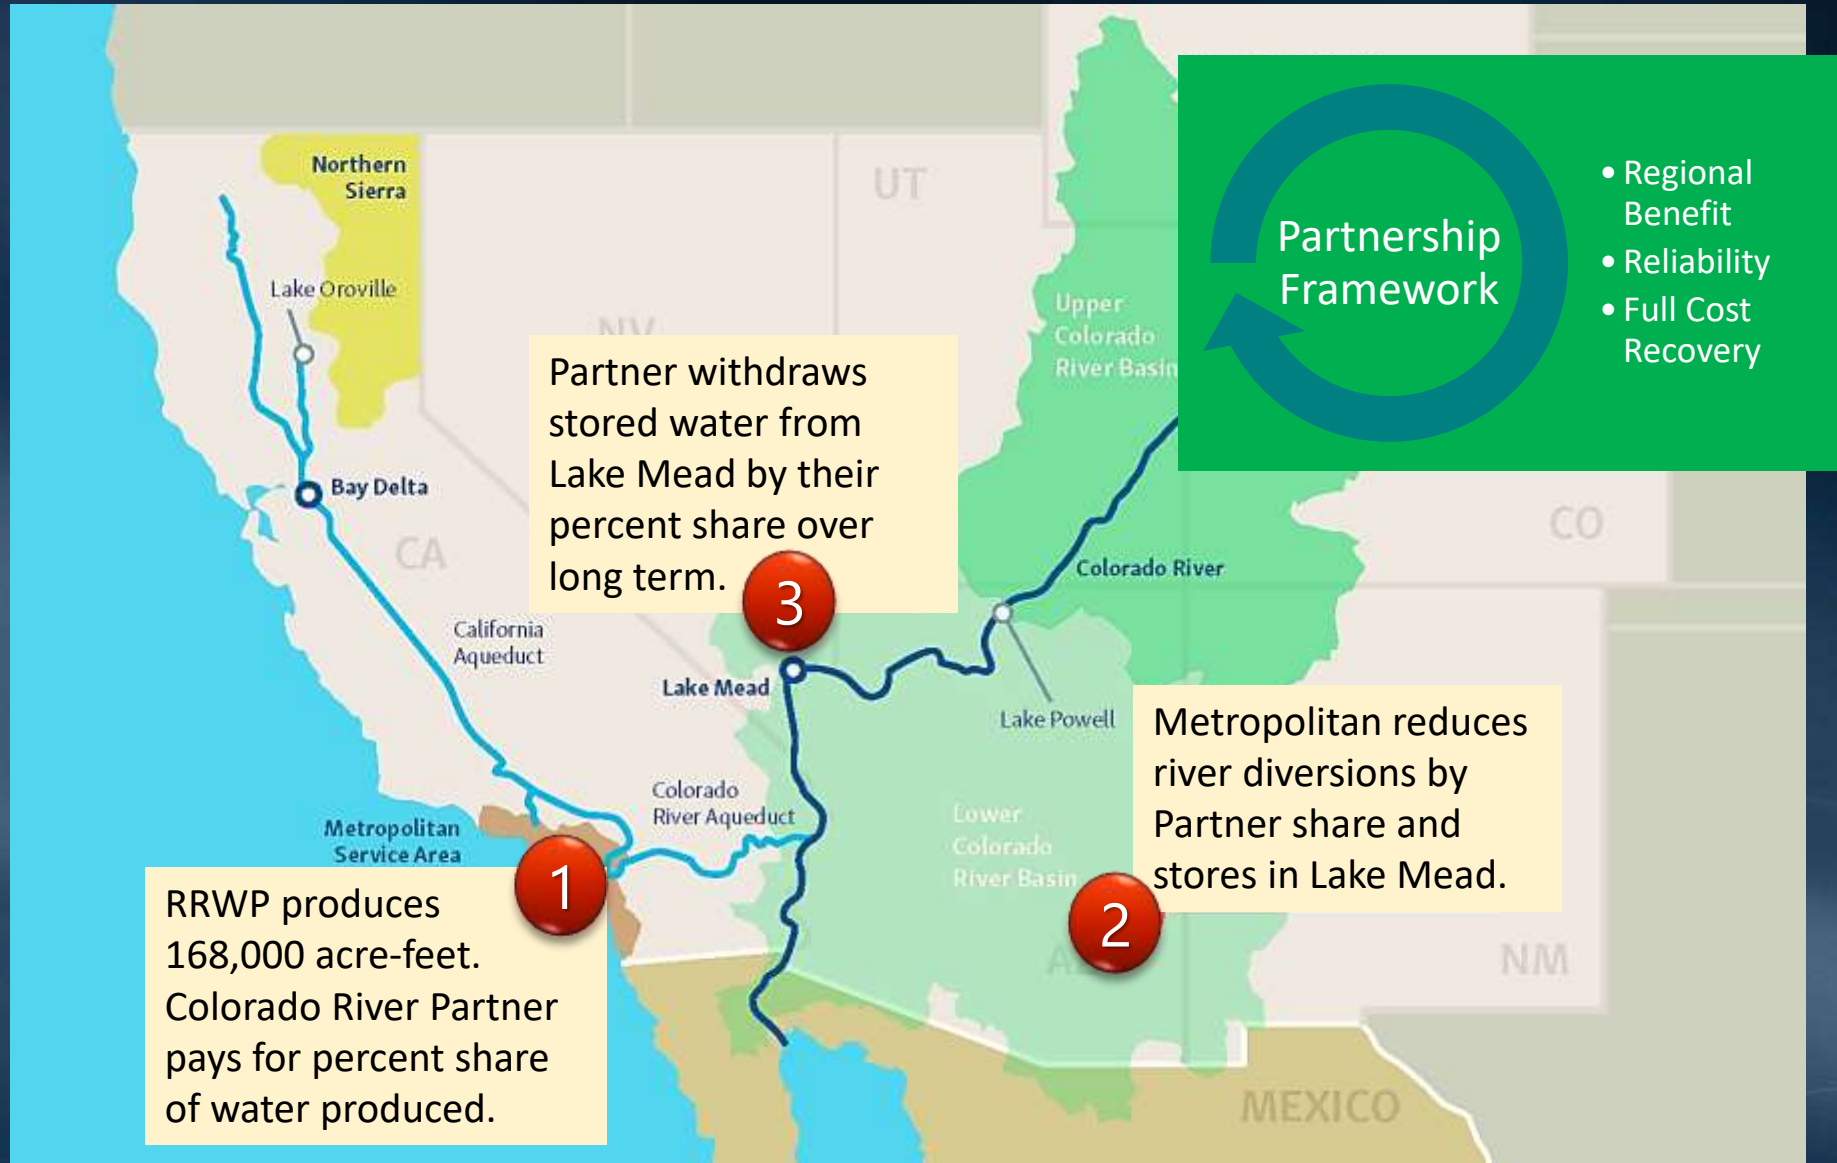 Northern
Sierra
UT
Lake Oroville
NV
Upper
Colorado
River Basin
Partnership
Framework
• Regional
Benefit
• Reliability
• Full Cost
Recovery
Partner withdraws
stored water from
Lake Mead by their
percent share over
long term.
3
Bay Delta
CA
CO
Colorado River
California
Aqueduct
Lake Mead
Lake Powell
Metropolitan reduces
river diversions by
Partner share and
stores in Lake Mead.
2
Colorado
River Aqueduct
Lower
Colorado
River Basin
Metropolitan
Service Area
1
RRWP produces
168,000 acre-feet.
Colorado River Partner
pays for percent share
of water produced.
NM
MEXICO